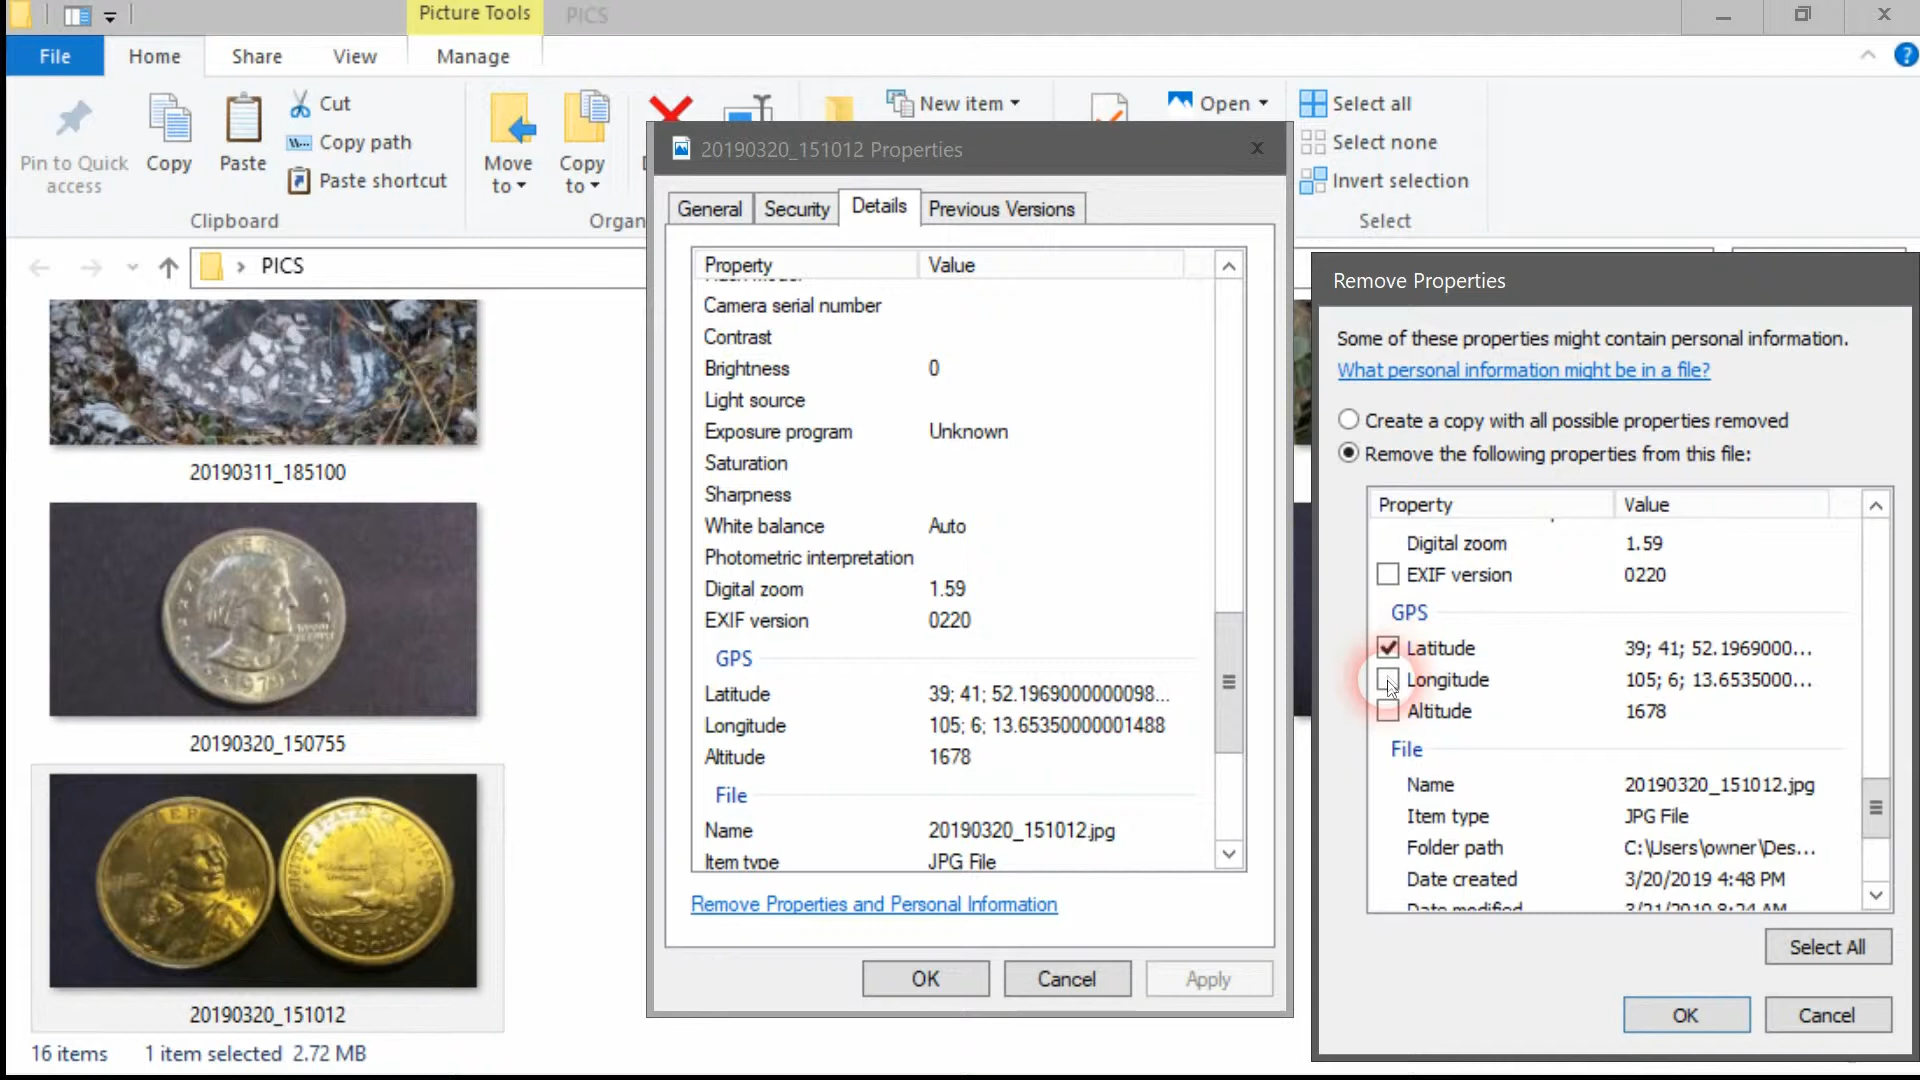 Picture Tools
PICS
File
Home
Share
View
Manage
Pin to Quick
access
Copy
Paste
Cut
Copy path
Paste shortcut
Clipboard
Move
to
Copy
to
Organ
New item
Open
Select all
Select none
Invert selection
Select
PICS
20190311_185100
20190320_150755
20190320_151012
16 items
1 item selected 2.72 MB
20190320_151012 Properties
General
Security
Details
Previous Versions
Property Value
Camera serial number
Contrast
Brightness 0
Light source
Exposure program Unknown
Saturation
Sharpness
White balance Auto
Photometric interpretation
Digital zoom 1.59
EXIF version 0220
GPS
Latitude 39; 41; 52.1969000000098...
Longitude 105; 6; 13.65350000001488
Altitude 1678
File
Name 20190320_151012.jpg
Item type JPG File
Remove Properties and Personal Information
OK
Cancel
Apply
Remove Properties
Some of these properties might contain personal information.
What personal information might be in a file?
Create a copy with all possible properties removed
Remove the following properties from this file:
Property Value
Digital zoom 1.59
EXIF version 0220
GPS
Latitude 39; 41; 52.1969000...
Longitude 105; 6; 13.6535000...
Altitude 1678
File
Name 20190320_151012.jpg
Item type JPG File
Folder path C:\Users\owner\Des...
Date created 3/20/2019 4:48 PM
Date modified 3/21/2019 8:24 AM
Select All
OK
Cancel